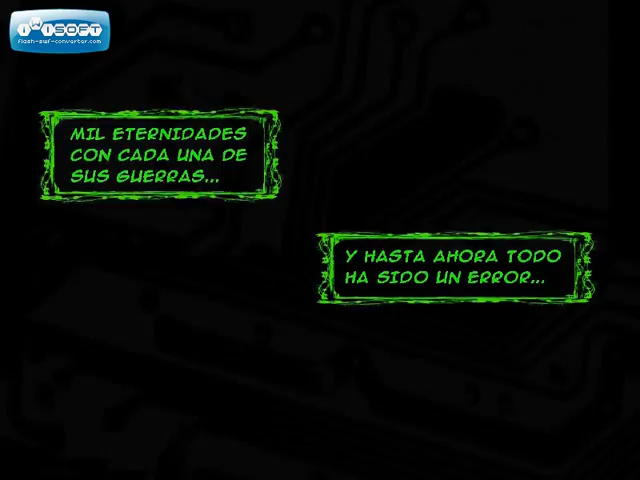 iWiSOFT
flash-swf-converter.com
MIL ETERNIDADES
CON CADA UNA DE
SUS GUERRAS...
Y HASTA AHORA TODO
HA SIDO UN ERROR...